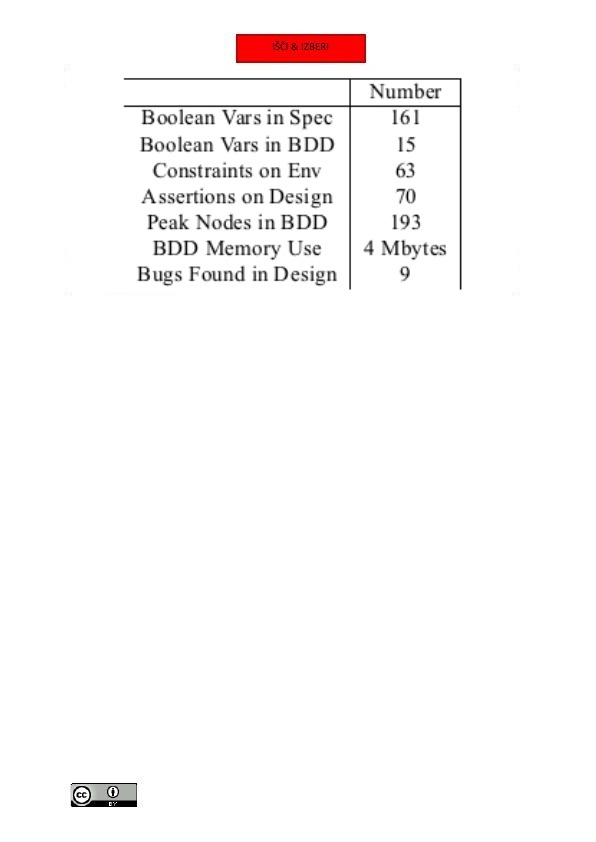 IŠČI & IZBERI
Number
Boolean Vars in Spec 161
Boolean Vars in BDD 15
Constraints on Env 63
Assertions on Design 70
Peak Nodes in BDD 193
BDD Memory Use 4 Mbytes
Bugs Found in Design 9
cc
BY